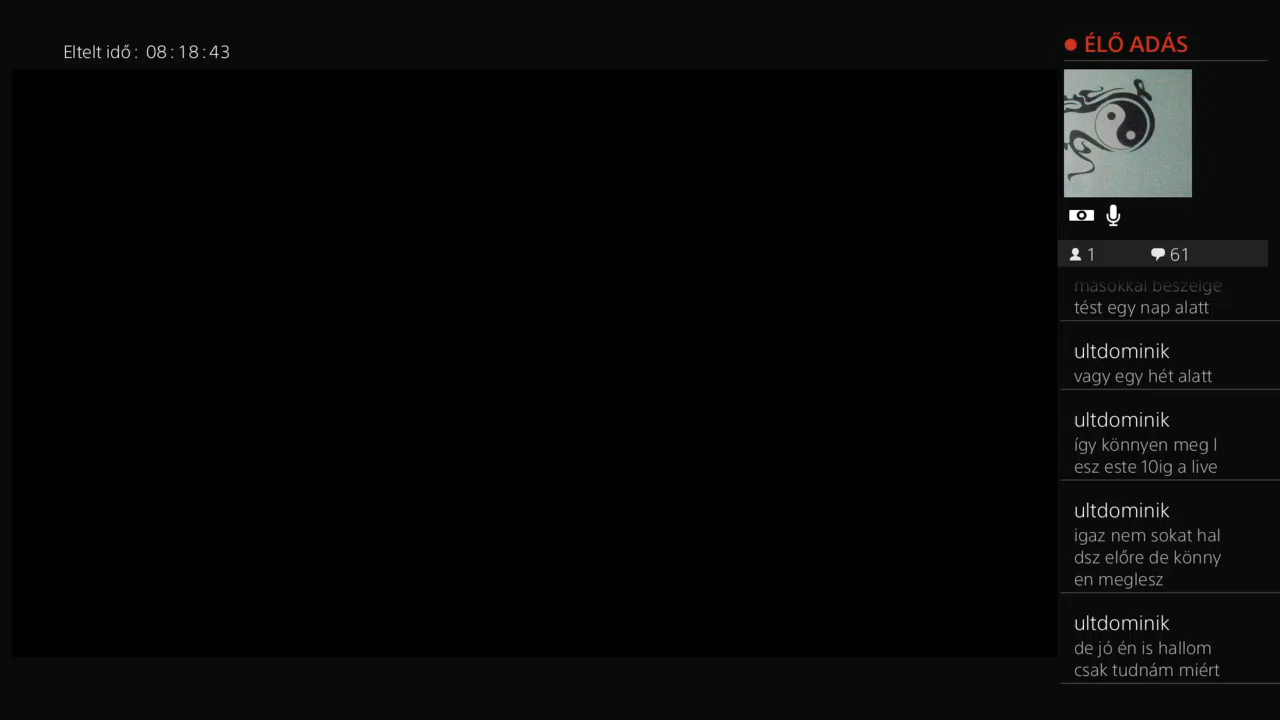 Eltelt idő: 08:18:43
ÉLŐ ADÁS
1
61
másokkal beszélge
tést egy nap alatt
ultdominik
vagy egy hét alatt
ultdominik
így könnyen meg l
esz este 10ig a live
ultdominik
igaz nem sokat hal
dsz előre de könny
en meglesz
ultdominik
de jó én is hallom
csak tudnám miért